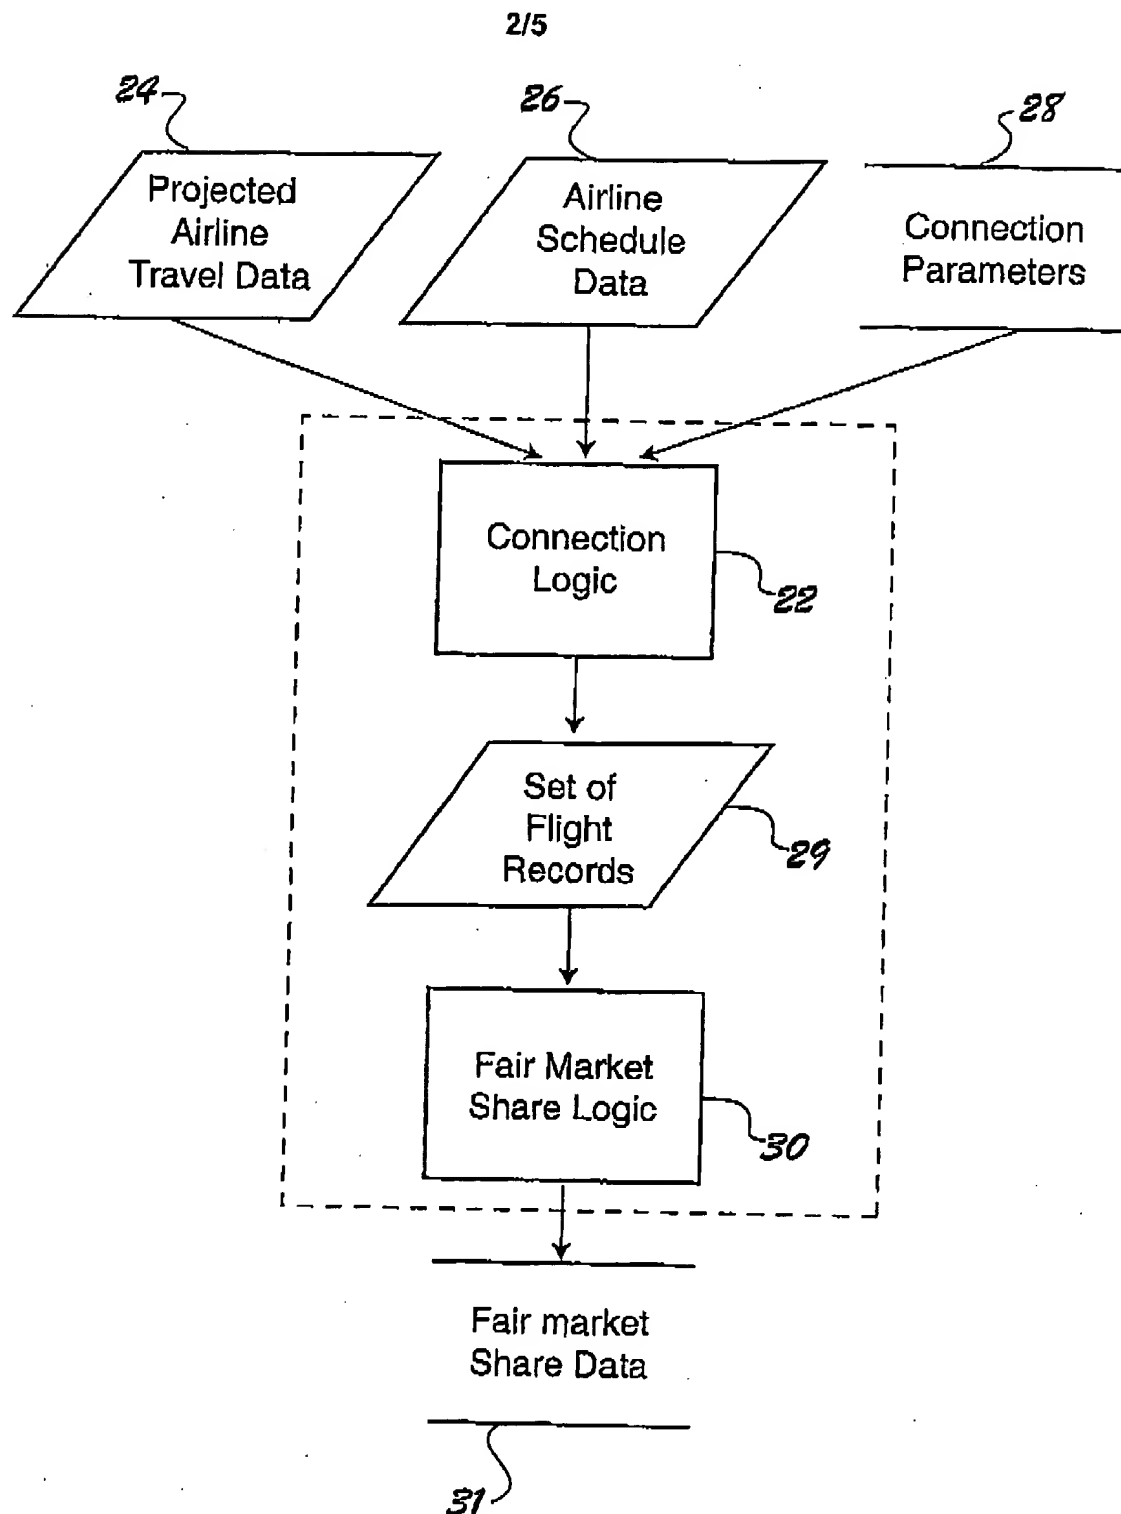 2/5
24
26
28
Projected
Airline
Travel Data
Airline
Schedule
Data
Connection
Parameters
Connection
Logic
22
Set of
Flight
Records
29
Fair Market
Share Logic
30
Fair market
Share Data
31